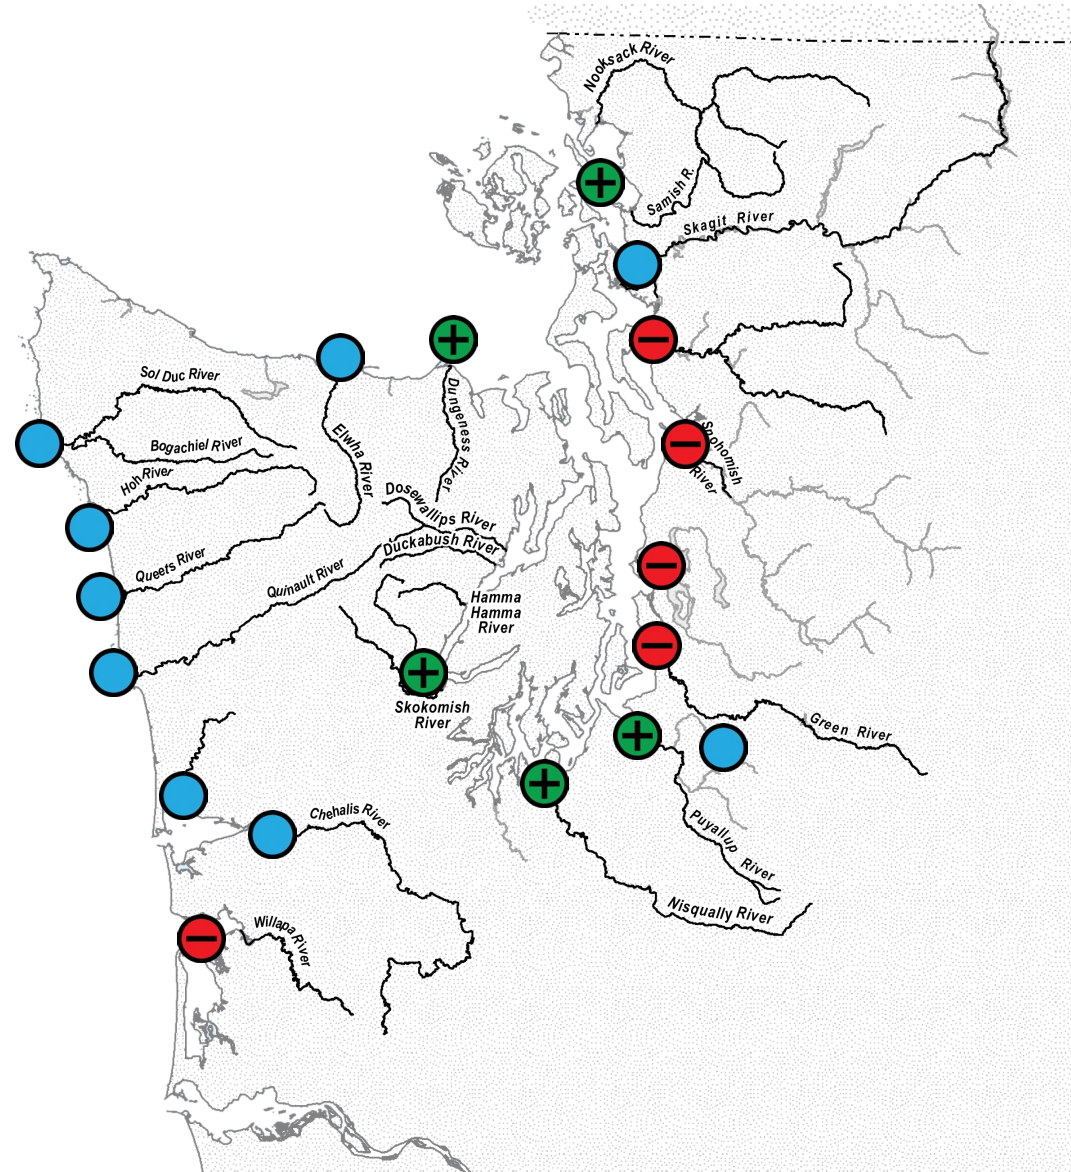 Nooksack River
Samish R.
Skagit River
Sol Duc River
Bogachiel River
Hoh River
Elwha River
Dungeness River
Snohomish
River
Dosewallips River
Duckabush River
Queets River
Quinault River
Hamma
Hamma
River
Skokomish
River
Green River
Chehalis River
Puyallup
River
Nisqually River
Willapa River